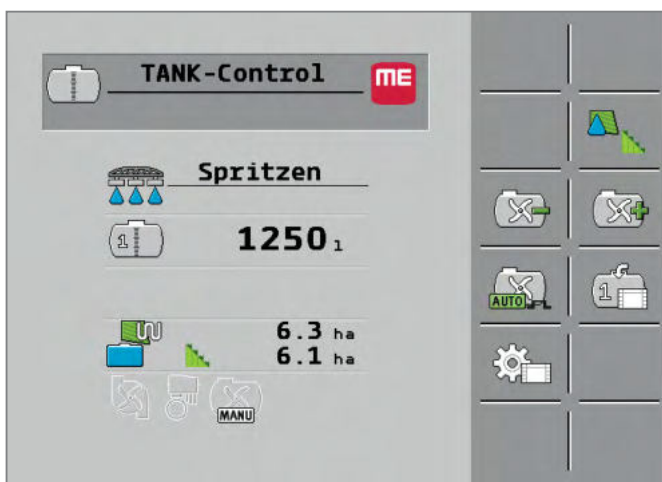 TANK-Control
ME
Spritzen
1
1250 l
6.3 ha
6.1 ha
MANU
AUTO
1